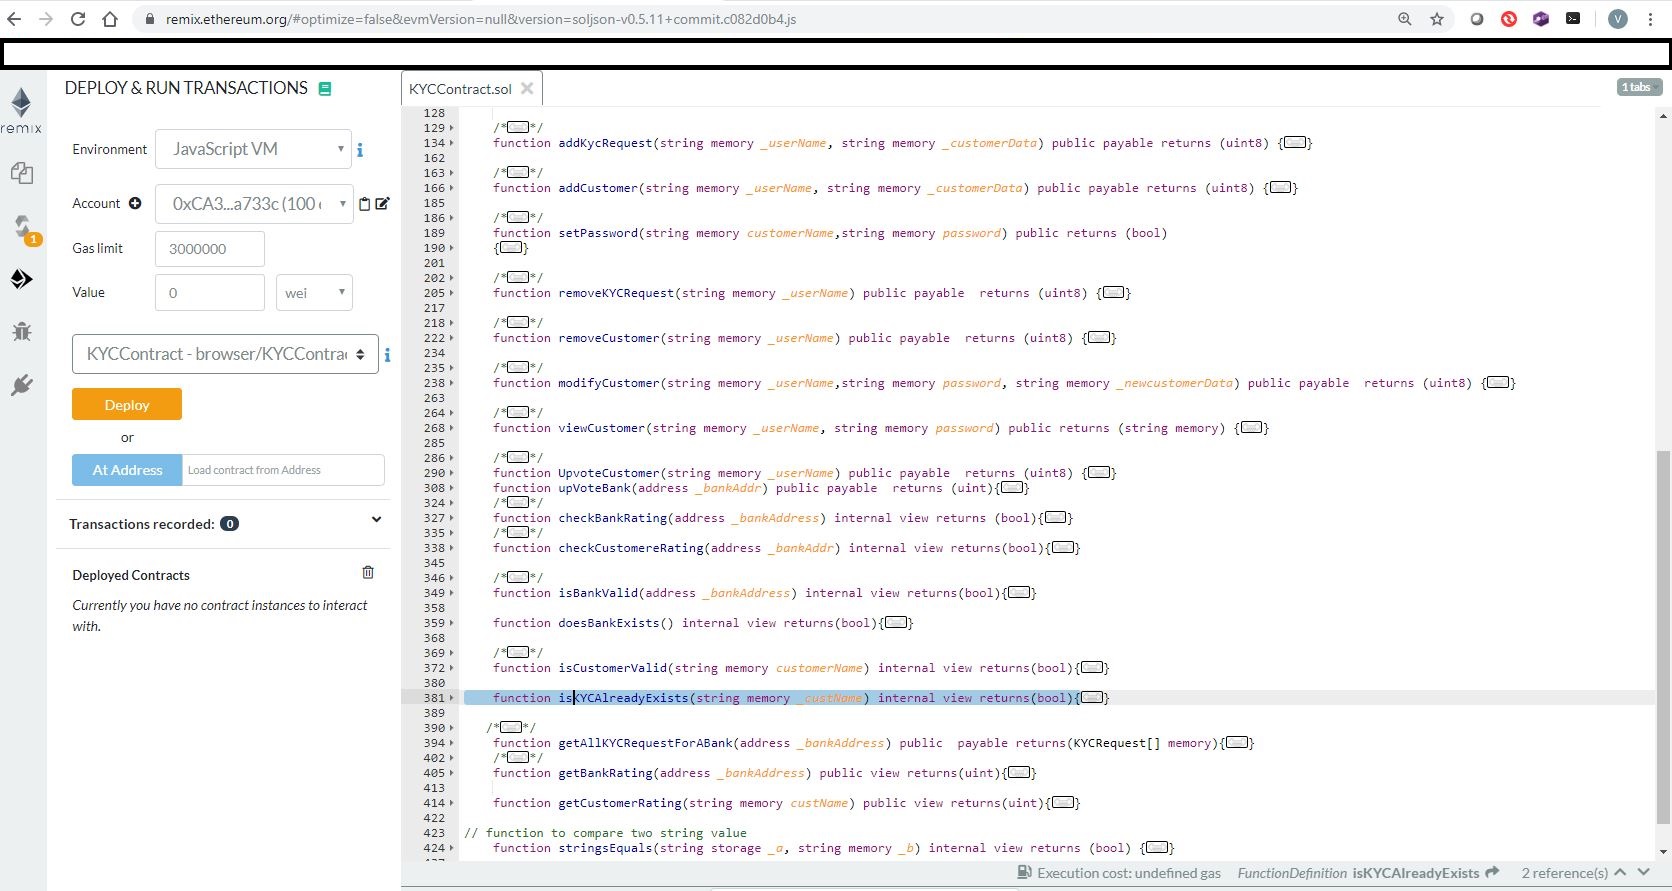 remix.ethereum.org/#optimize=false&evmVersion=null&version=soljson-v0.5.11+commit.c082d0b4.js
V
remix
1
DEPLOY & RUN TRANSACTIONS
Environment
JavaScript VM
Account
0xCA3...a733c (100 e
Gas limit
3000000
Value
0
wei
KYCContract - browser/KYCContra
Deploy
or
At Address
Load contract from Address
Transactions recorded: 0
Deployed Contracts
Currently you have no contract instances to interact
with.
KYCContract.sol
1 tabs
128
129 /* */
134 function addKycRequest(string memory _userName, string memory _customerData) public payable returns (uint8) { }
162
163 /* */
166 function addCustomer(string memory _userName, string memory _customerData) public payable returns (uint8) { }
185
186 /* */
189 function setPassword(string memory customerName,string memory password) public returns (bool)
190 { }
201
202 /* */
205 function removeKYCRequest(string memory _userName) public payable  returns (uint8) { }
217
218 /* */
222 function removeCustomer(string memory _userName) public payable  returns (uint8) { }
234
235 /* */
238 function modifyCustomer(string memory _userName,string memory password, string memory _newcustomerData) public payable  returns (uint8) { }
263
264 /* */
268 function viewCustomer(string memory _userName, string memory password) public returns (string memory) { }
285
286 /* */
290 function UpvoteCustomer(string memory _userName) public payable  returns (uint8) { }
308 function upVoteBank(address _bankAddr) public payable  returns (uint){ }
324 /* */
327 function checkBankRating(address _bankAddress) internal view returns (bool){ }
335 /* */
338 function checkCustomereRating(address _bankAddr) internal view returns(bool){ }
345
346 /* */
349 function isBankValid(address _bankAddress) internal view returns(bool){ }
358
359 function doesBankExists() internal view returns(bool){ }
368
369 /* */
372 function isCustomerValid(string memory customerName) internal view returns(bool){ }
380
381 function isKYCAlreadyExists(string memory _custName) internal view returns(bool){ }
389
390 /* */
394 function getAllKYCRequestForABank(address _bankAddress) public  payable returns(KYCRequest[] memory){ }
402 /* */
405 function getBankRating(address _bankAddress) public view returns(uint){ }
413
414 function getCustomerRating(string memory custName) public view returns(uint){ }
422
423 // function to compare two string value
424 function stringsEquals(string storage _a, string memory _b) internal view returns (bool) { }
Execution cost: undefined gas FunctionDefinition isKYCAlreadyExists 2 reference(s)